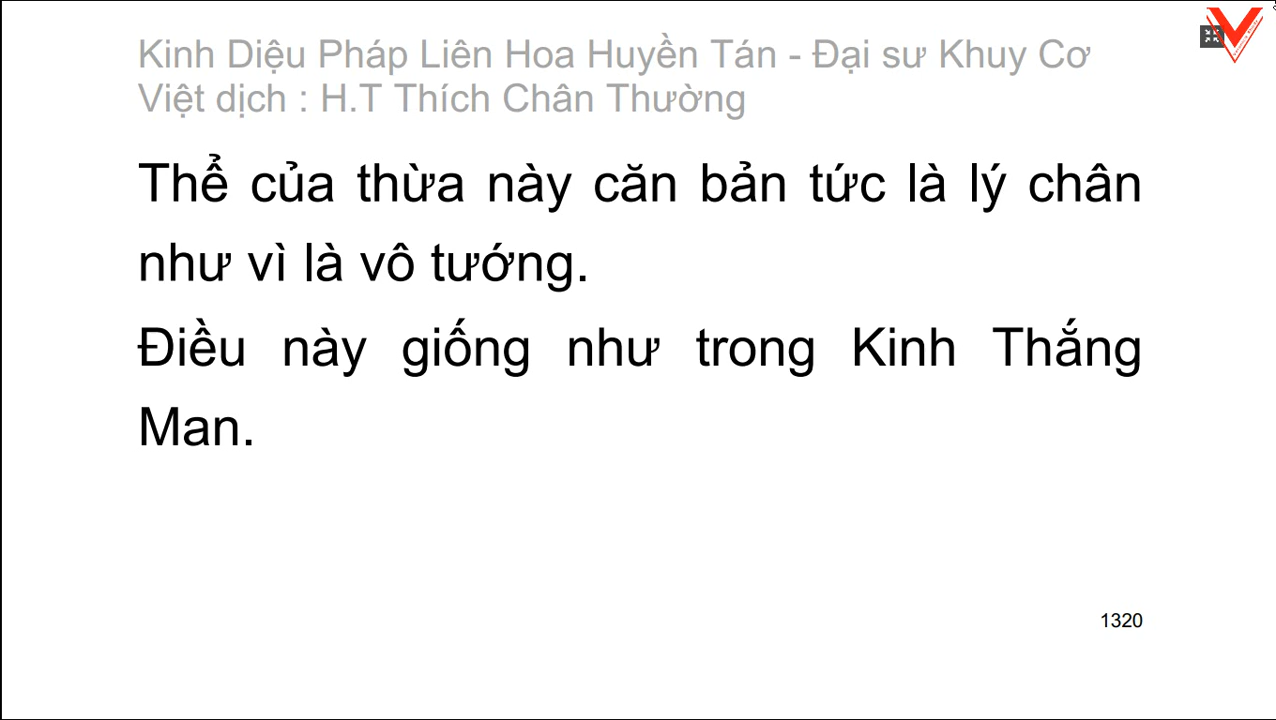 Kinh Diệu Pháp Liên Hoa Huyền Tán - Đại sư Khuy Cơ
Việt dịch : H.T Thích Chân Thường
Thể của thừa này căn bản tức là lý chân
như vì là vô tướng.
Điều này giống như trong Kinh Thắng
Man.
1320